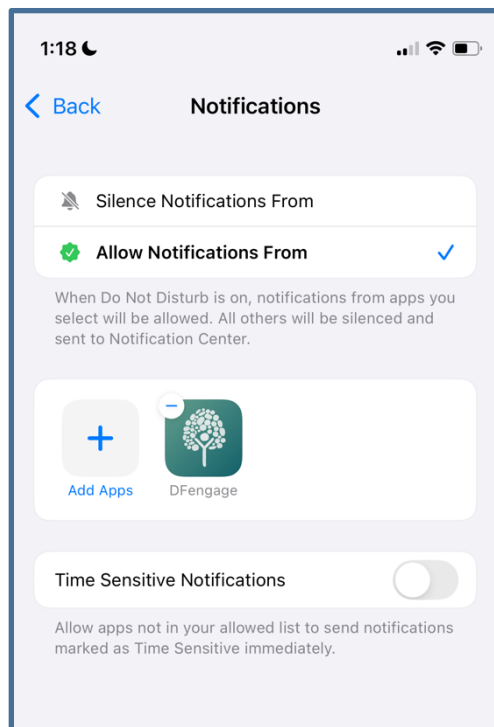 1:18
Back Notifications
Silence Notifications From
Allow Notifications From
When Do Not Disturb is on, notifications from apps you
select will be allowed. All others will be silenced and
sent to Notification Center.
Add Apps DFengage
Time Sensitive Notifications
Allow apps not in your allowed list to send notifications
marked as Time Sensitive immediately.